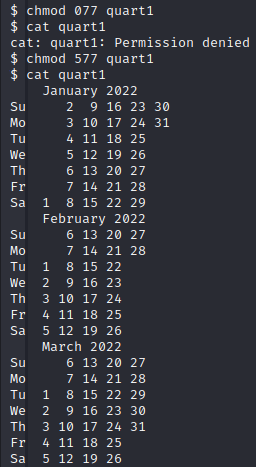 $ chmod 077 quart1
$ cat quart1
cat: quart1: Permission denied
$ chmod 577 quart1
$ cat quart1
    January 2022
Su     2  9 16 23 30
Mo     3 10 17 24 31
Tu     4 11 18 25
We     5 12 19 26
Th     6 13 20 27
Fr     7 14 21 28
Sa  1  8 15 22 29
    February 2022
Su     6 13 20 27
Mo     7 14 21 28
Tu  1  8 15 22
We  2  9 16 23
Th  3 10 17 24
Fr  4 11 18 25
Sa  5 12 19 26
    March 2022
Su     6 13 20 27
Mo     7 14 21 28
Tu  1  8 15 22 29
We  2  9 16 23 30
Th  3 10 17 24 31
Fr  4 11 18 25
Sa  5 12 19 26